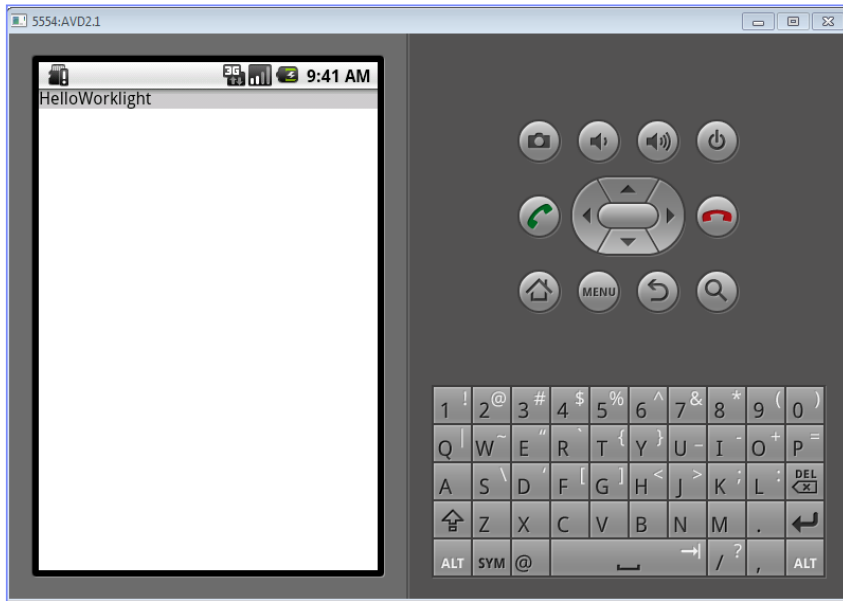 5554:AVD2.1
3G 9:41 AM
HelloWorklight
MENU
1 ! 2 @ 3 # 4 $ 5 % 6 ^ 7 & 8 * 9 ( 0 )
Q | W ~ E " R ` T { Y } U _ I - O + P =
A S \ D ' F [ G ] H < J > K ; L : DEL
Z X C V B N M .
ALT SYM @ / ? , ALT